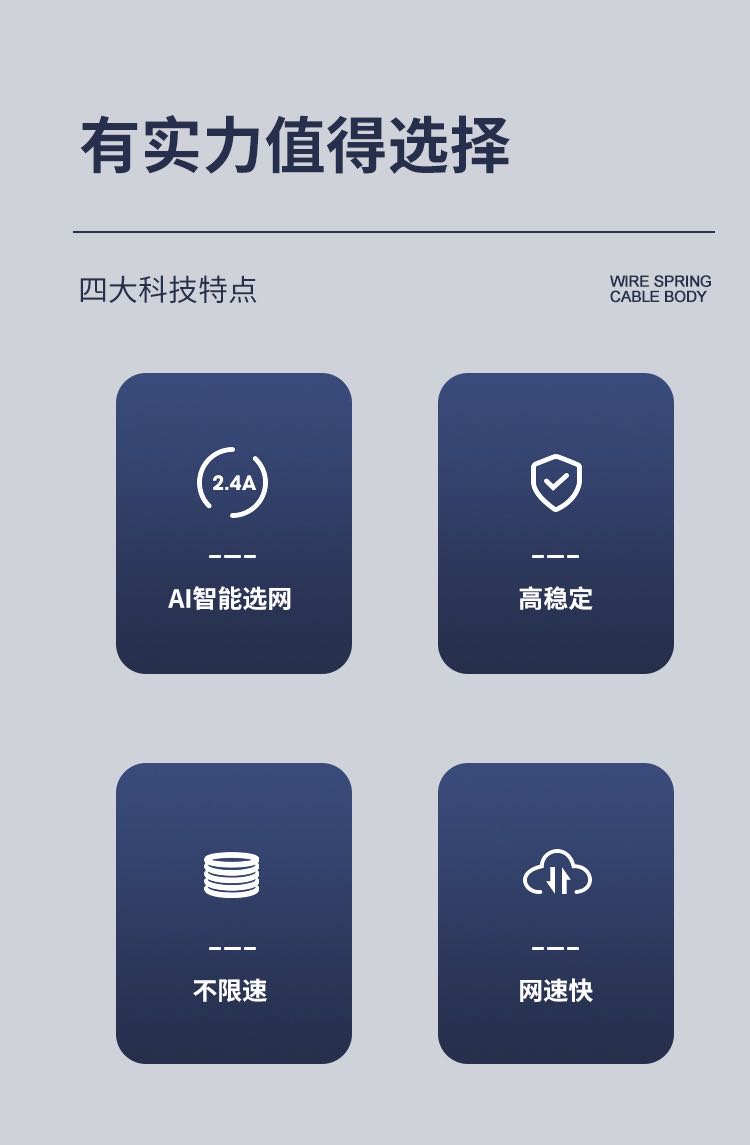 有实力值得选择
四大科技特点
WIRE SPRING
CABLE BODY
2.4A
AI智能选网
高稳定
不限速
网速快